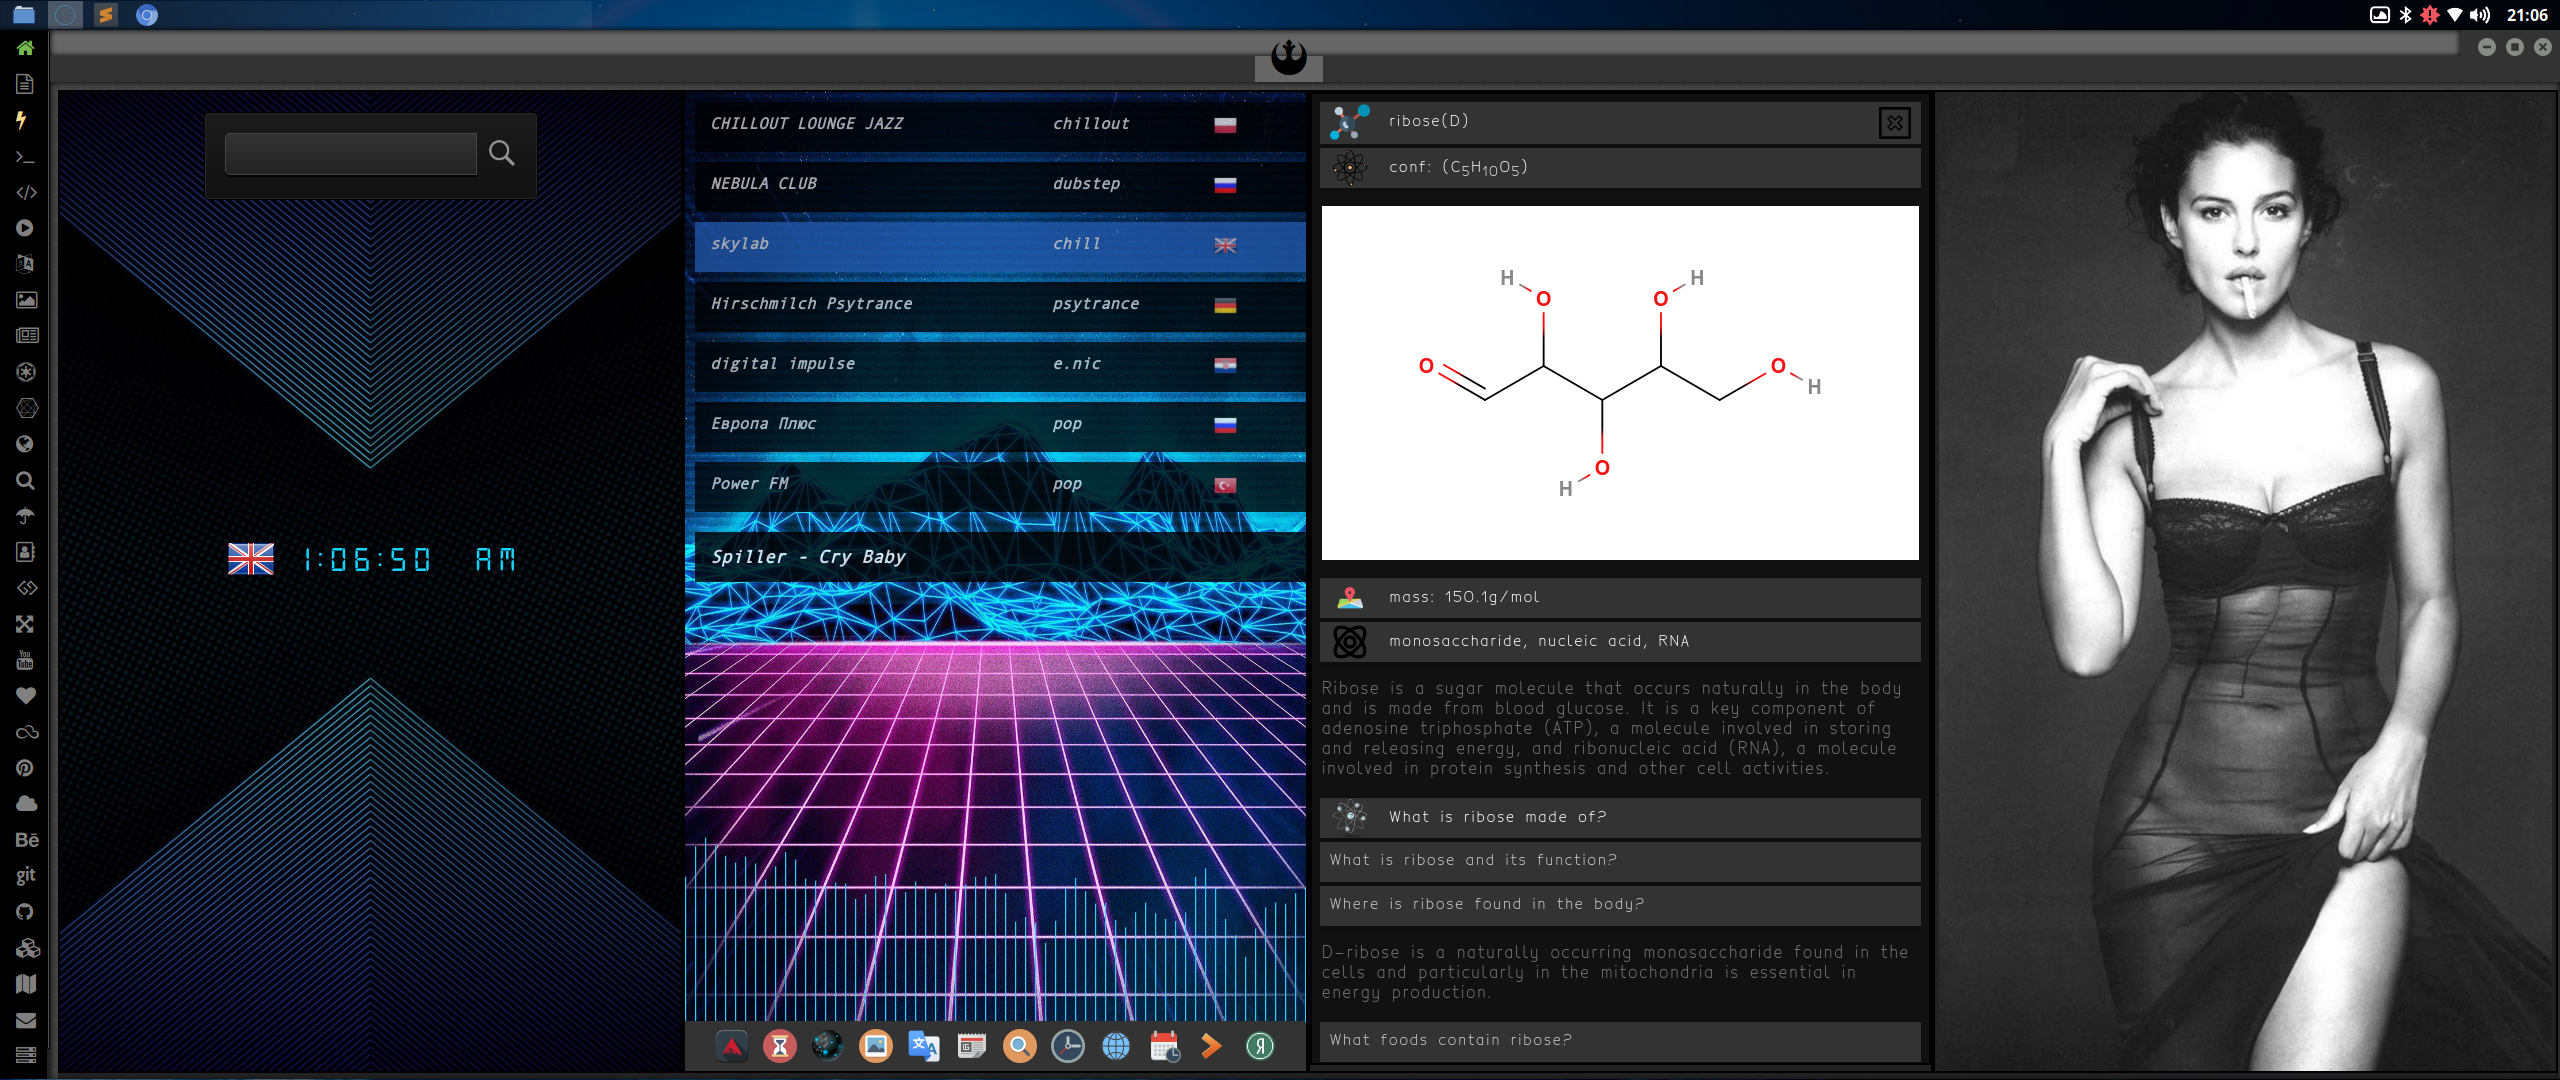 21:06
CHILLOUT LOUNGE JAZZ chillout
NEBULA CLUB dubstep
skylab chill
Hirschmilch Psytrance psytrance
digital impulse e.nic
Европа Плюс pop
Power FM pop
Spiller - Cry Baby
1:06:50 AM
You
Tube
Bē
git
ribose(D)
conf: (C5H10O5)
H H
O O
O O
H
O
H
mass: 150.1g/mol
monosaccharide, nucleic acid, RNA
Ribose is a sugar molecule that occurs naturally in the body
and is made from blood glucose. It is a key component of
adenosine triphosphate (ATP), a molecule involved in storing
and releasing energy, and ribonucleic acid (RNA), a molecule
involved in protein synthesis and other cell activities.
What is ribose made of?
What is ribose and its function?
Where is ribose found in the body?
D-ribose is a naturally occurring monosaccharide found in the
cells and particularly in the mitochondria is essential in
energy production.
What foods contain ribose?